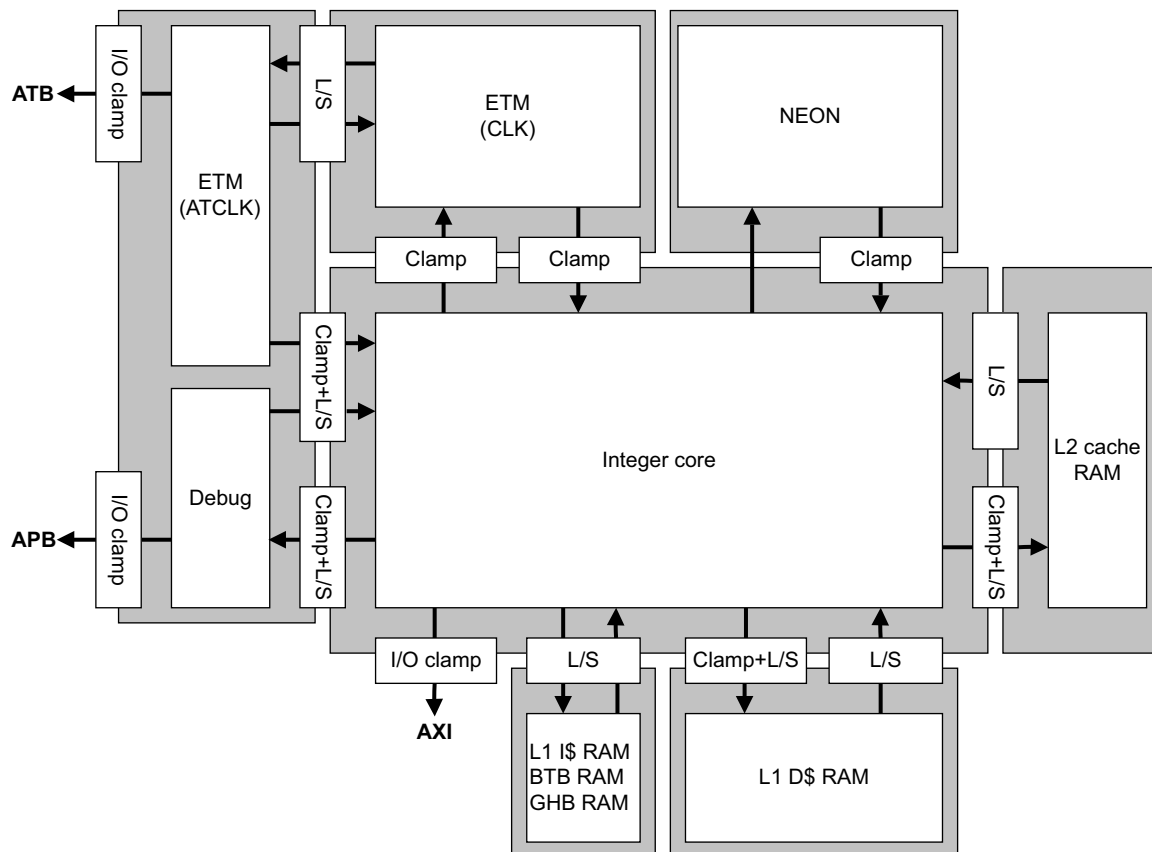 I/O clamp
ATB
ETM
(ATCLK)
L/S
ETM
(CLK)
NEON
Clamp
Clamp
Clamp
Clamp+L/S
L/S
Integer core
L2 cache
RAM
Debug
I/O clamp
APB
Clamp+L/S
Clamp+L/S
I/O clamp
L/S
Clamp+L/S
L/S
AXI
L1 I$ RAM
BTB RAM
GHB RAM
L1 D$ RAM